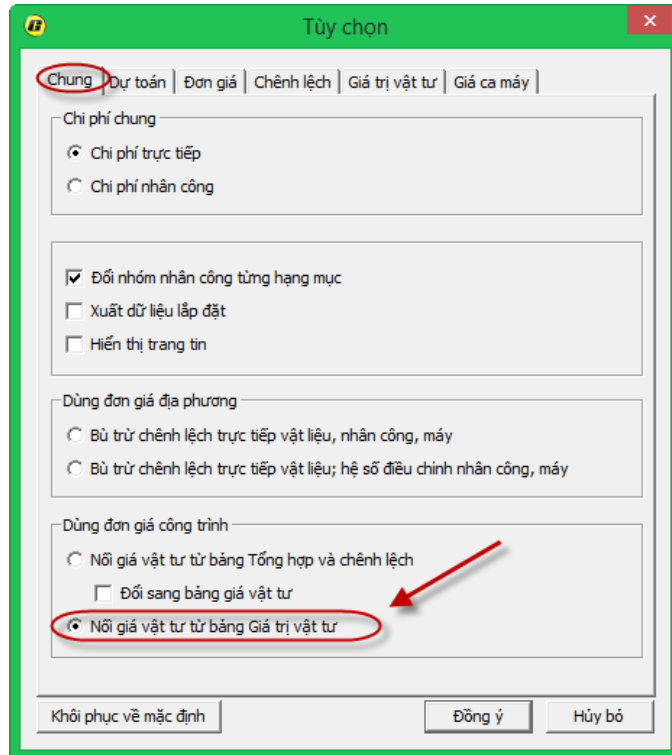 Tùy chọn
Chung Dự toán Đơn giá Chênh lệch Giá trị vật tư Giá ca máy
Chi phí chung
Chi phí trực tiếp
Chi phí nhân công
Đổi nhóm nhân công từng hạng mục
Xuất dữ liệu lắp đặt
Hiển thị trang tin
Dùng đơn giá địa phương
Bù trừ chênh lệch trực tiếp vật liệu, nhân công, máy
Bù trừ chênh lệch trực tiếp vật liệu; hệ số điều chỉnh nhân công, máy
Dùng đơn giá công trình
Nối giá vật tư từ bảng Tổng hợp và chênh lệch
Đổi sang bảng giá vật tư
Nối giá vật tư từ bảng Giá trị vật tư
Khôi phục về mặc định Đồng ý Hủy bỏ